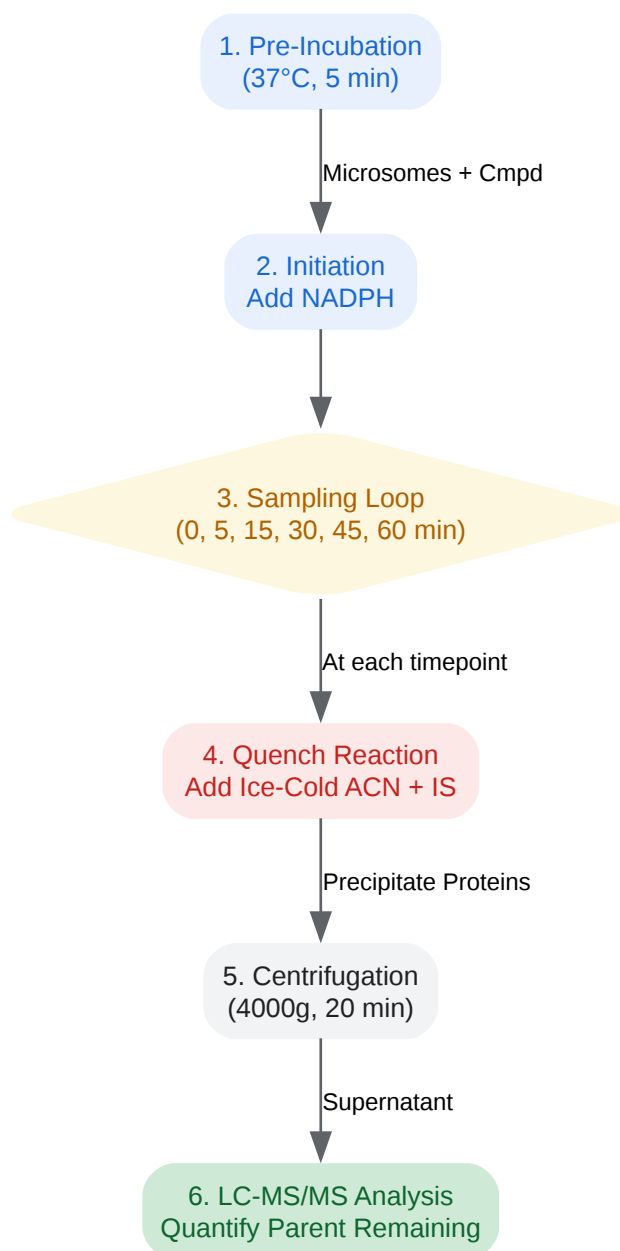 1. Pre-Incubation
(37°C, 5 min)
Microsomes + Cmpd
2. Initiation
Add NADPH
3. Sampling Loop
(0, 5, 15, 30, 45, 60 min)
At each timepoint
4. Quench Reaction
Add Ice-Cold ACN + IS
Precipitate Proteins
5. Centrifugation
(4000g, 20 min)
Supernatant
6. LC-MS/MS Analysis
Quantify Parent Remaining